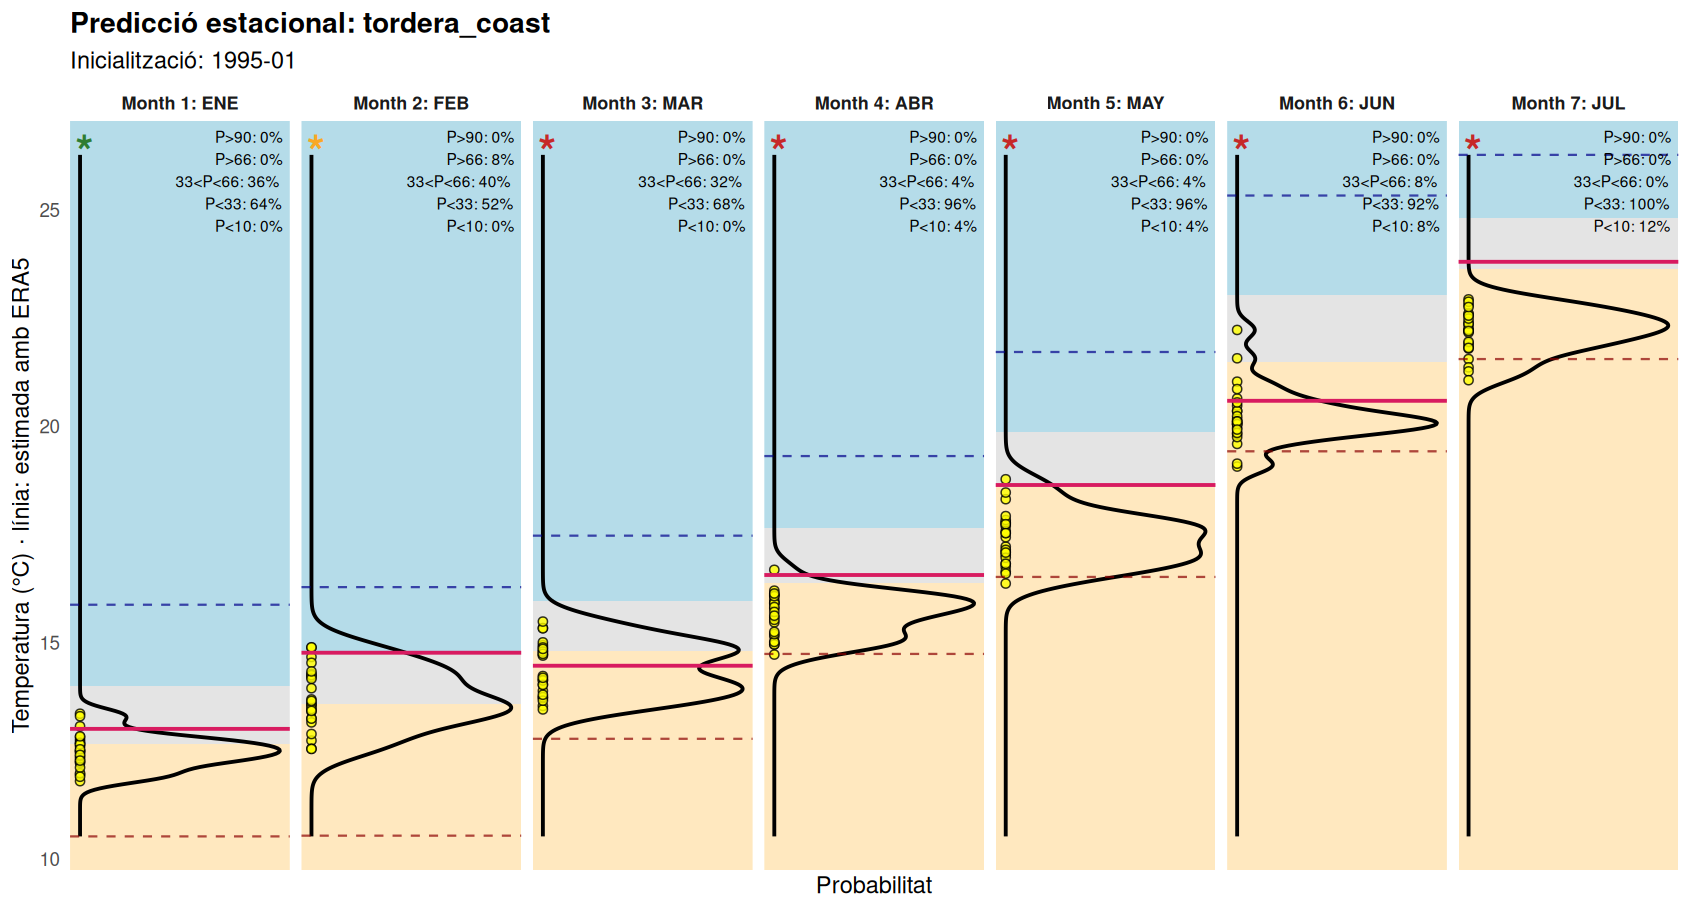 Predicció estacional: tordera_coast
Inicialització: 1995-01
Month 1: ENE
Month 2: FEB
Month 3: MAR
Month 4: ABR
Month 5: MAY
Month 6: JUN
Month 7: JUL
*
P>90: 0%
P>66: 0%
33<P<66: 36%
P<33: 64%
P<10: 0%
*
P>90: 0%
P>66: 8%
33<P<66: 40%
P<33: 52%
P<10: 0%
*
P>90: 0%
P>66: 0%
33<P<66: 32%
P<33: 68%
P<10: 0%
*
P>90: 0%
P>66: 0%
33<P<66: 4%
P<33: 96%
P<10: 4%
*
P>90: 0%
P>66: 0%
33<P<66: 4%
P<33: 96%
P<10: 4%
*
P>90: 0%
P>66: 0%
33<P<66: 8%
P<33: 92%
P<10: 8%
*
P>90: 0%
P>66: 0%
33<P<66: 0%
P<33: 100%
P<10: 12%
25
20
15
10
Temperatura (°C) · línia: estimada amb ERA5
Probabilitat